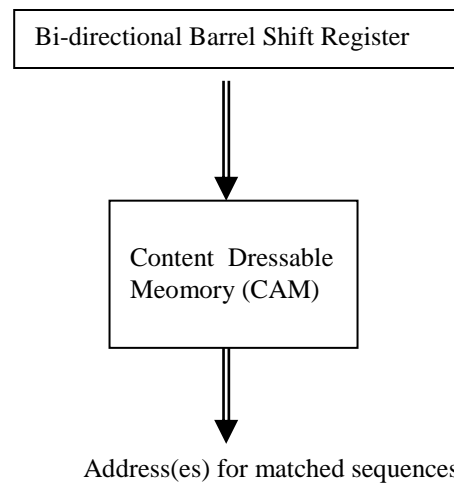 Bi-directional Barrel Shift Register
Content Dressable
Meomory (CAM)
Address(es) for matched sequences